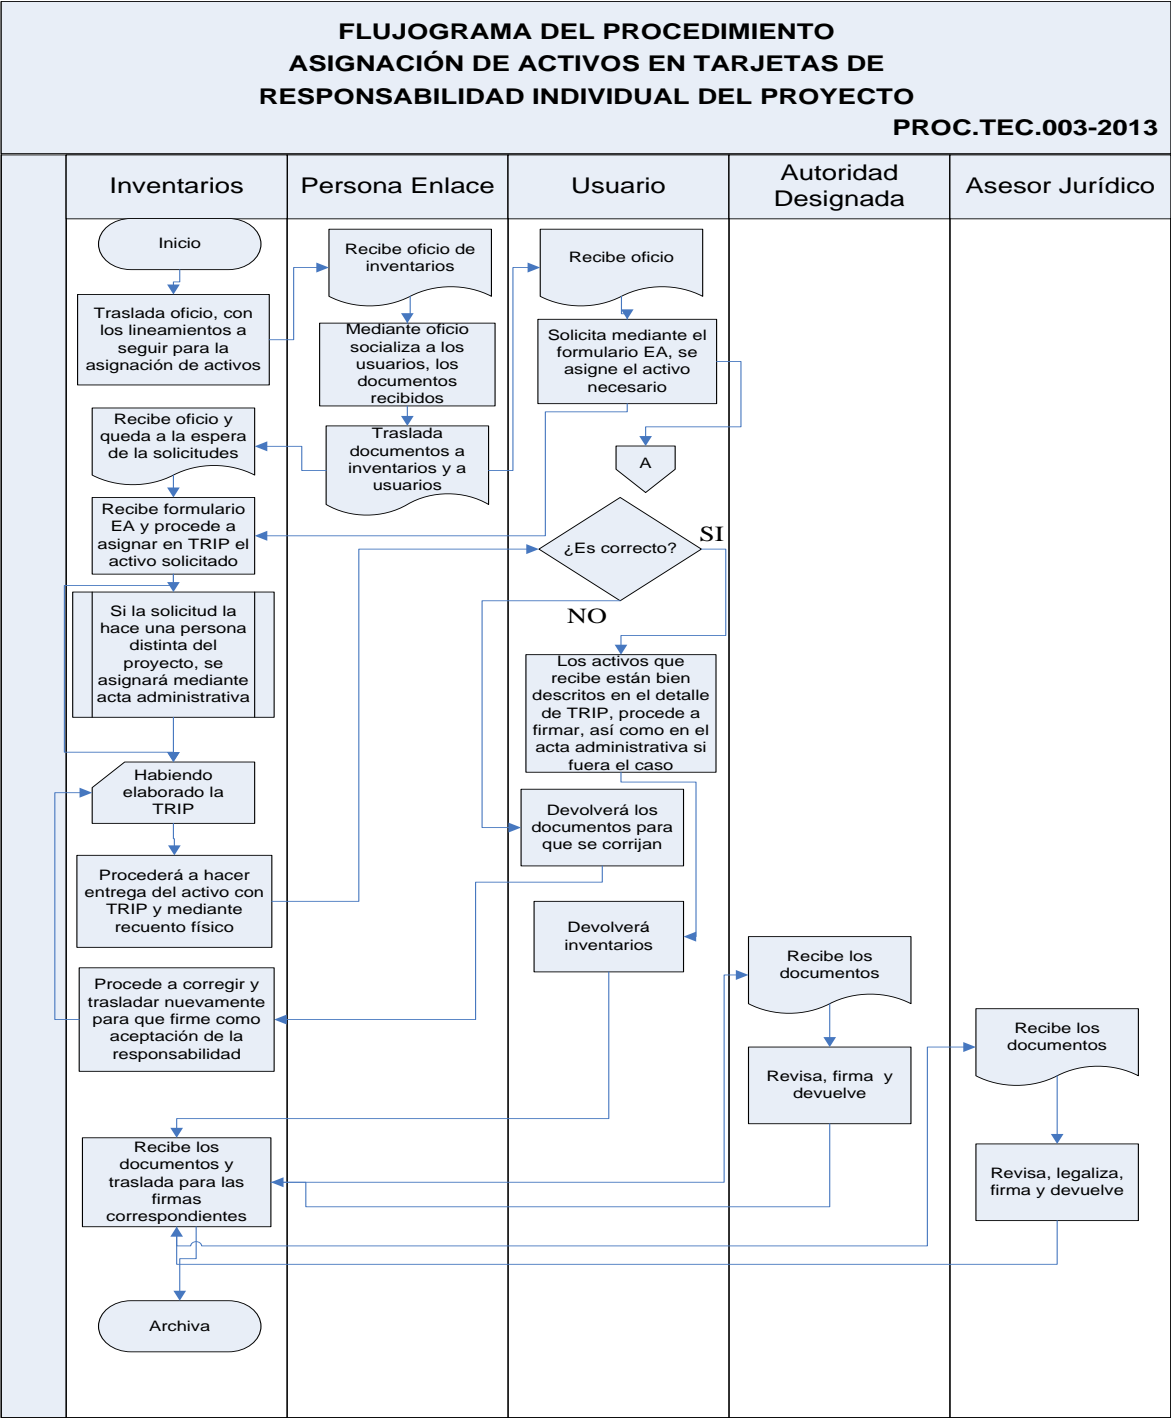 FLUJOGRAMA DEL PROCEDIMIENTO
ASIGNACIÓN DE ACTIVOS EN TARJETAS DE
RESPONSABILIDAD INDIVIDUAL DEL PROYECTO
PROC.TEC.003-2013
Inventarios
Persona Enlace
Usuario
Autoridad
Designada
Asesor Jurídico
Inicio
Traslada oficio, con
los lineamientos a
seguir para la
asignación de activos
Recibe oficio y
queda a la espera
de la solicitudes
Recibe formulario
EA y procede a
asignar en TRIP el
activo solicitado
Si la solicitud la
hace una persona
distinta del
proyecto, se
asignará mediante
acta administrativa
Habiendo
elaborado la
TRIP
Procederá a hacer
entrega del activo con
TRIP y mediante
recuento físico
Procede a corregir y
trasladar nuevamente
para que firme como
aceptación de la
responsabilidad
Recibe los
documentos y
traslada para las
firmas
correspondientes
Archiva
Recibe oficio de
inventarios
Mediante oficio
socializa a los
usuarios, los
documentos
recibidos
Traslada
documentos a
inventarios y a
usuarios
Recibe oficio
Solicita mediante el
formulario EA, se
asigne el activo
necesario
A
¿Es correcto?
SI
NO
Los activos que
recibe están bien
descritos en el detalle
de TRIP, procede a
firmar, así como en el
acta administrativa si
fuera el caso
Devolverá los
documentos para
que se corrijan
Devolverá
inventarios
Recibe los
documentos
Revisa, firma y
devuelve
Recibe los
documentos
Revisa, legaliza,
firma y devuelve